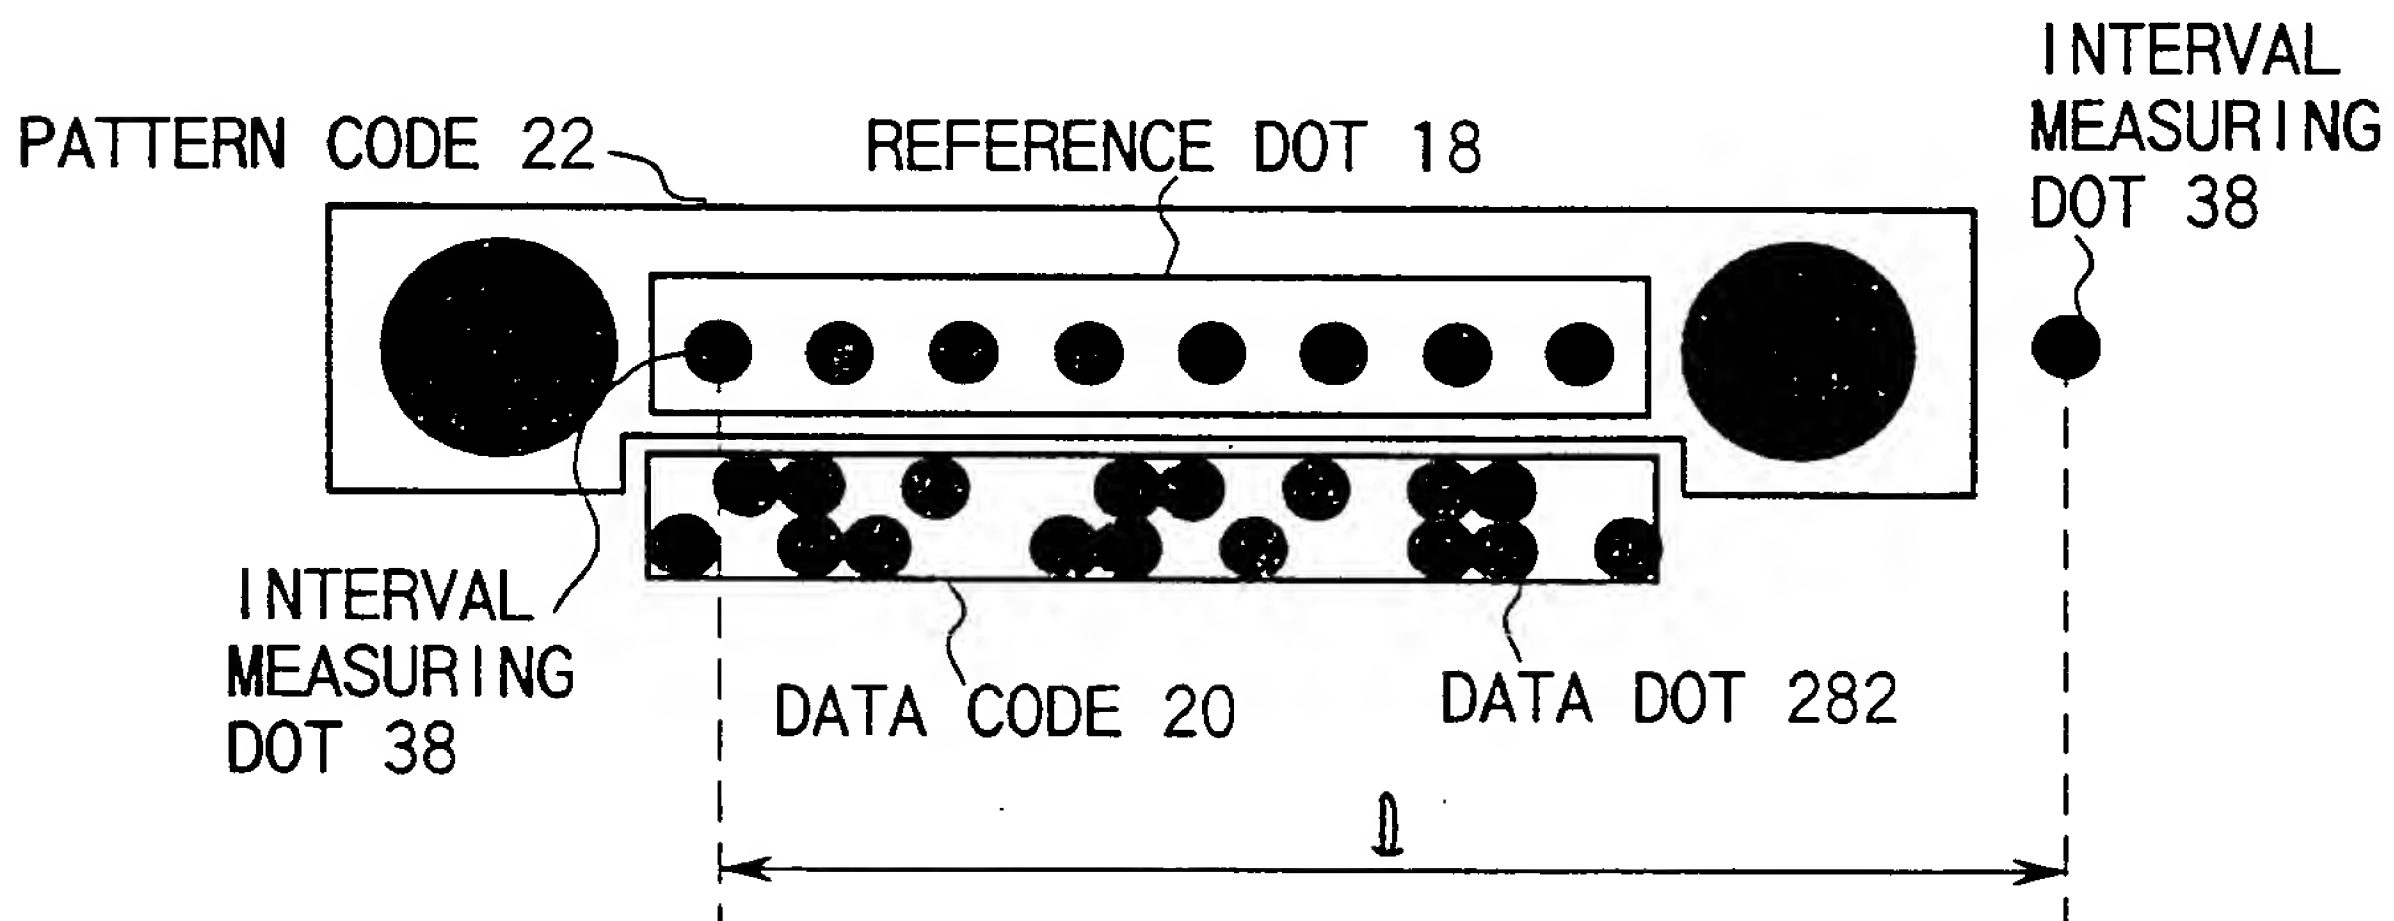 INTERVAL
MEASURING
DOT 38
PATTERN CODE 22
REFERENCE DOT 18
INTERVAL
MEASURING
DOT 38
DATA CODE 20
DATA DOT 282